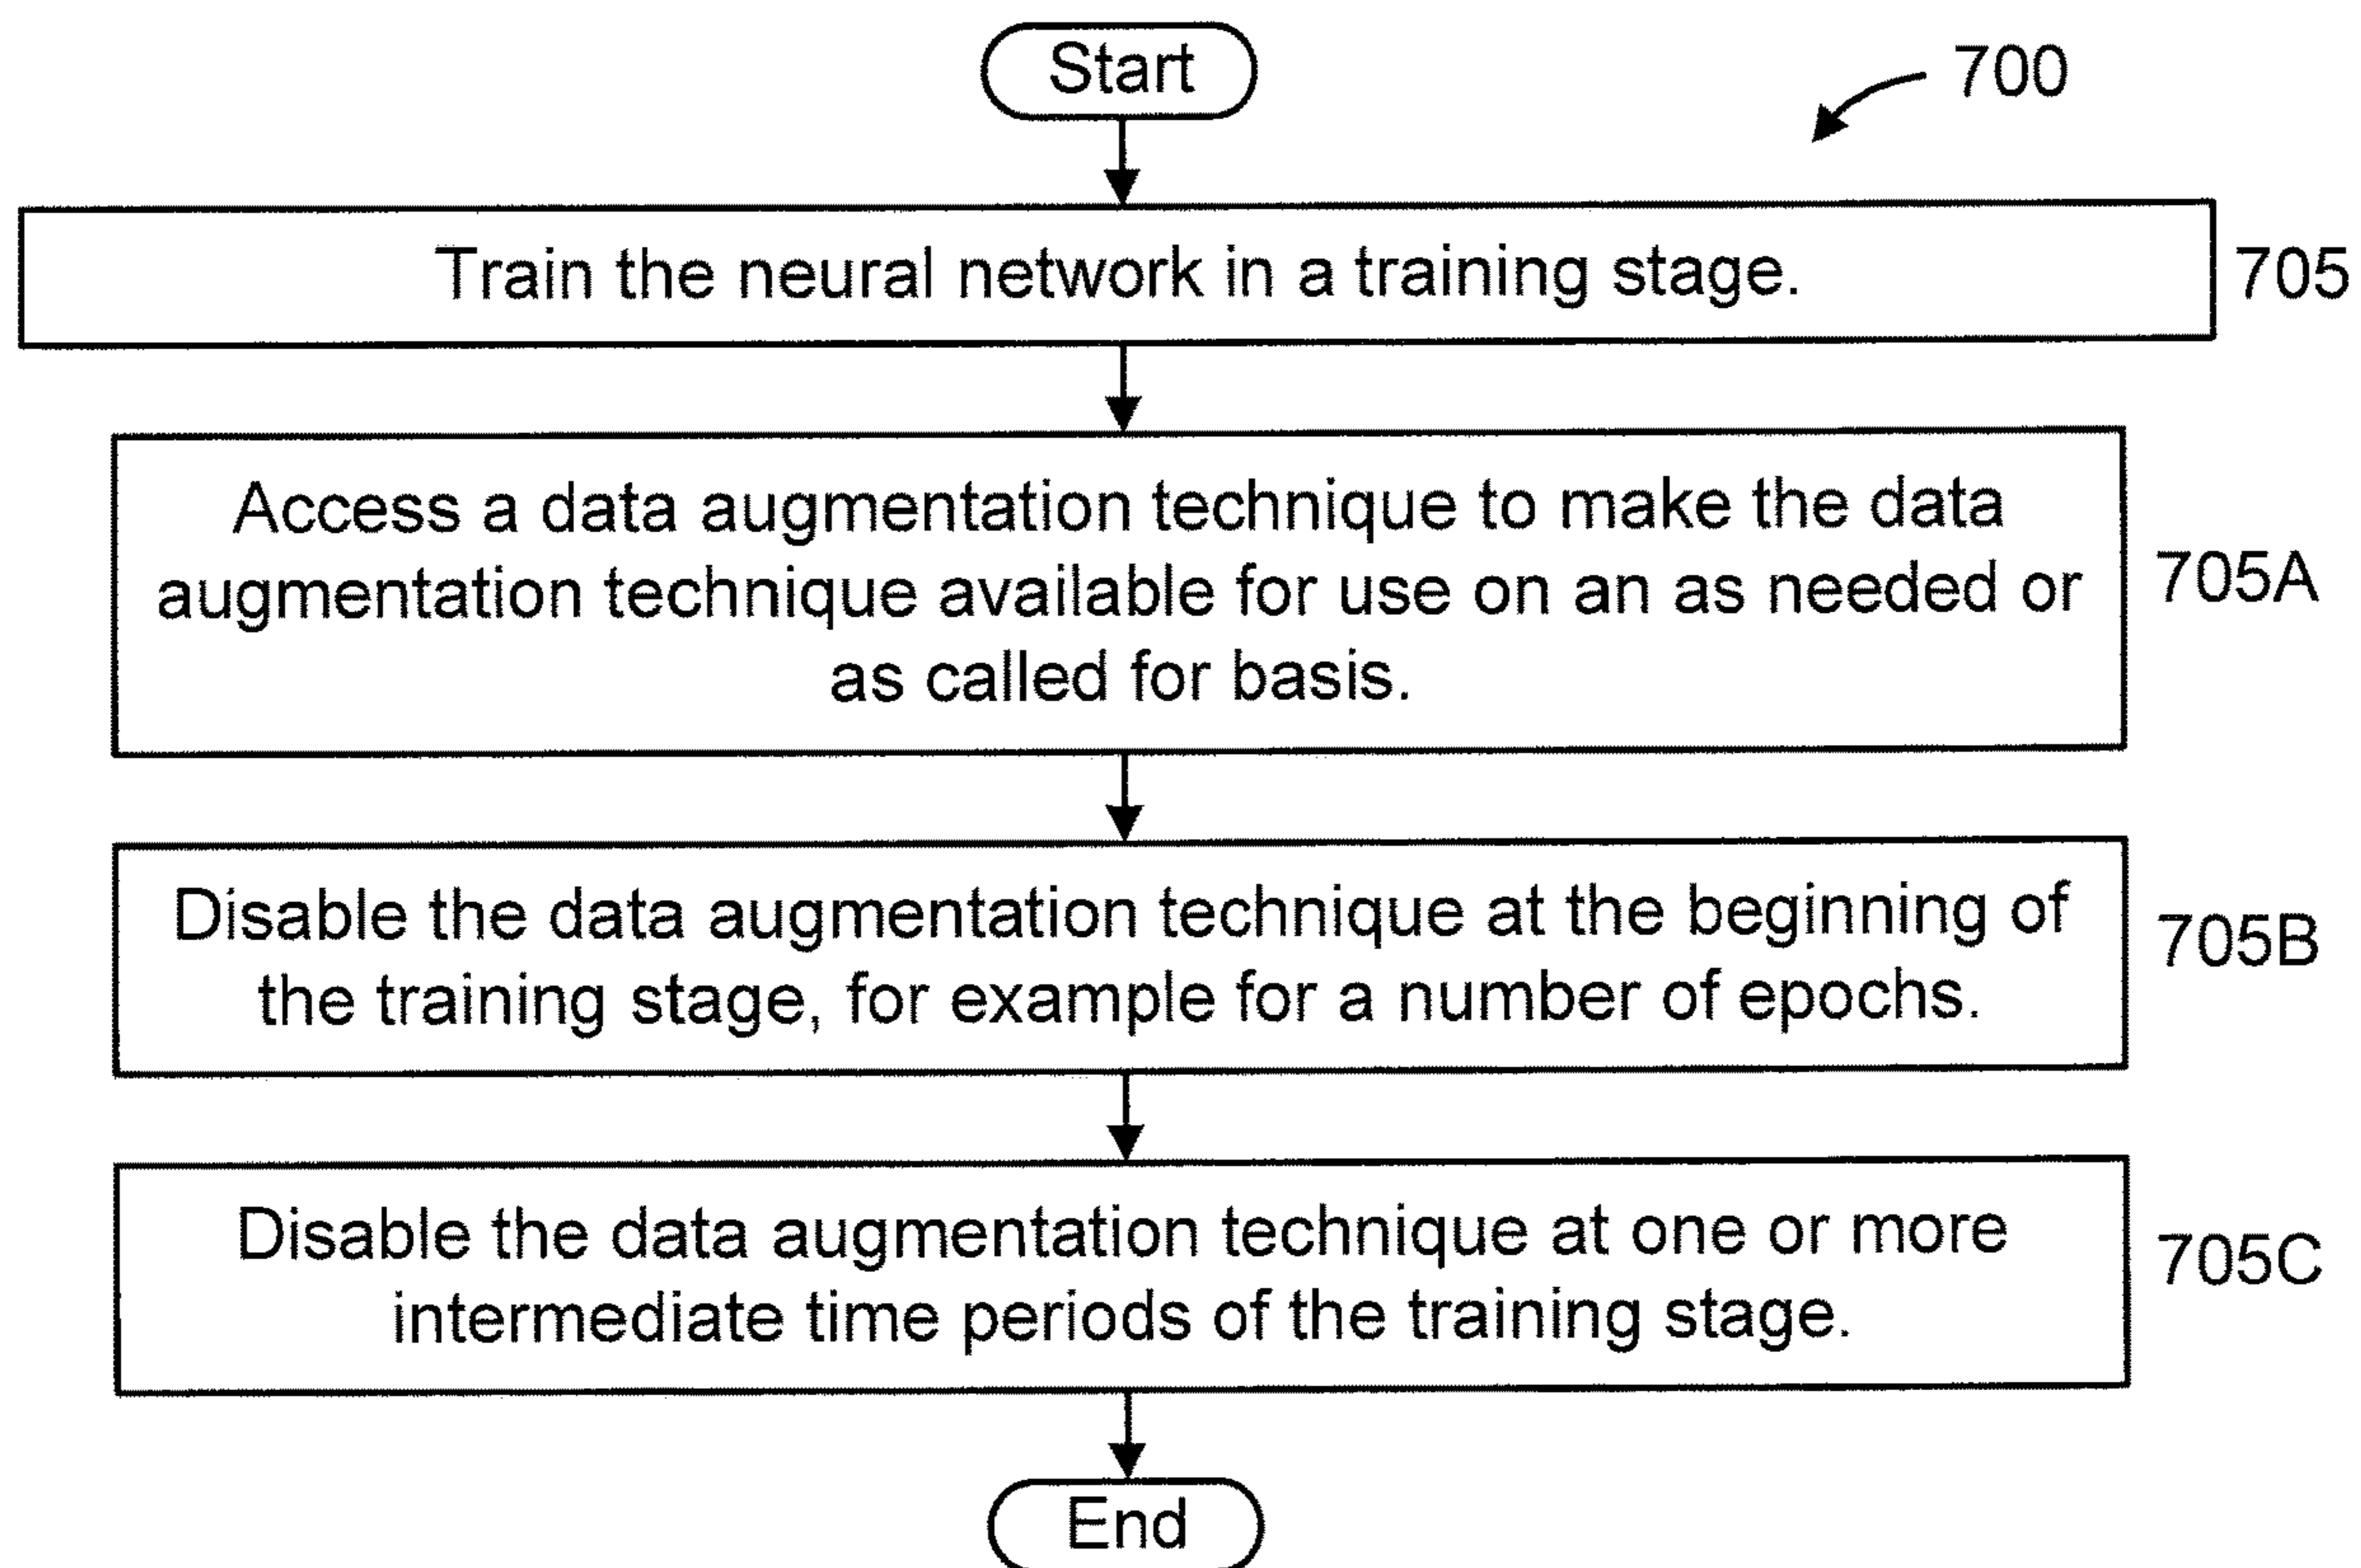 Start
700
Train the neural network in a training stage.
705
Access a data augmentation technique to make the data
augmentation technique available for use on an as needed or
as called for basis.
705A
Disable the data augmentation technique at the beginning of
the training stage, for example for a number of epochs.
705B
Disable the data augmentation technique at one or more
intermediate time periods of the training stage.
705C
End